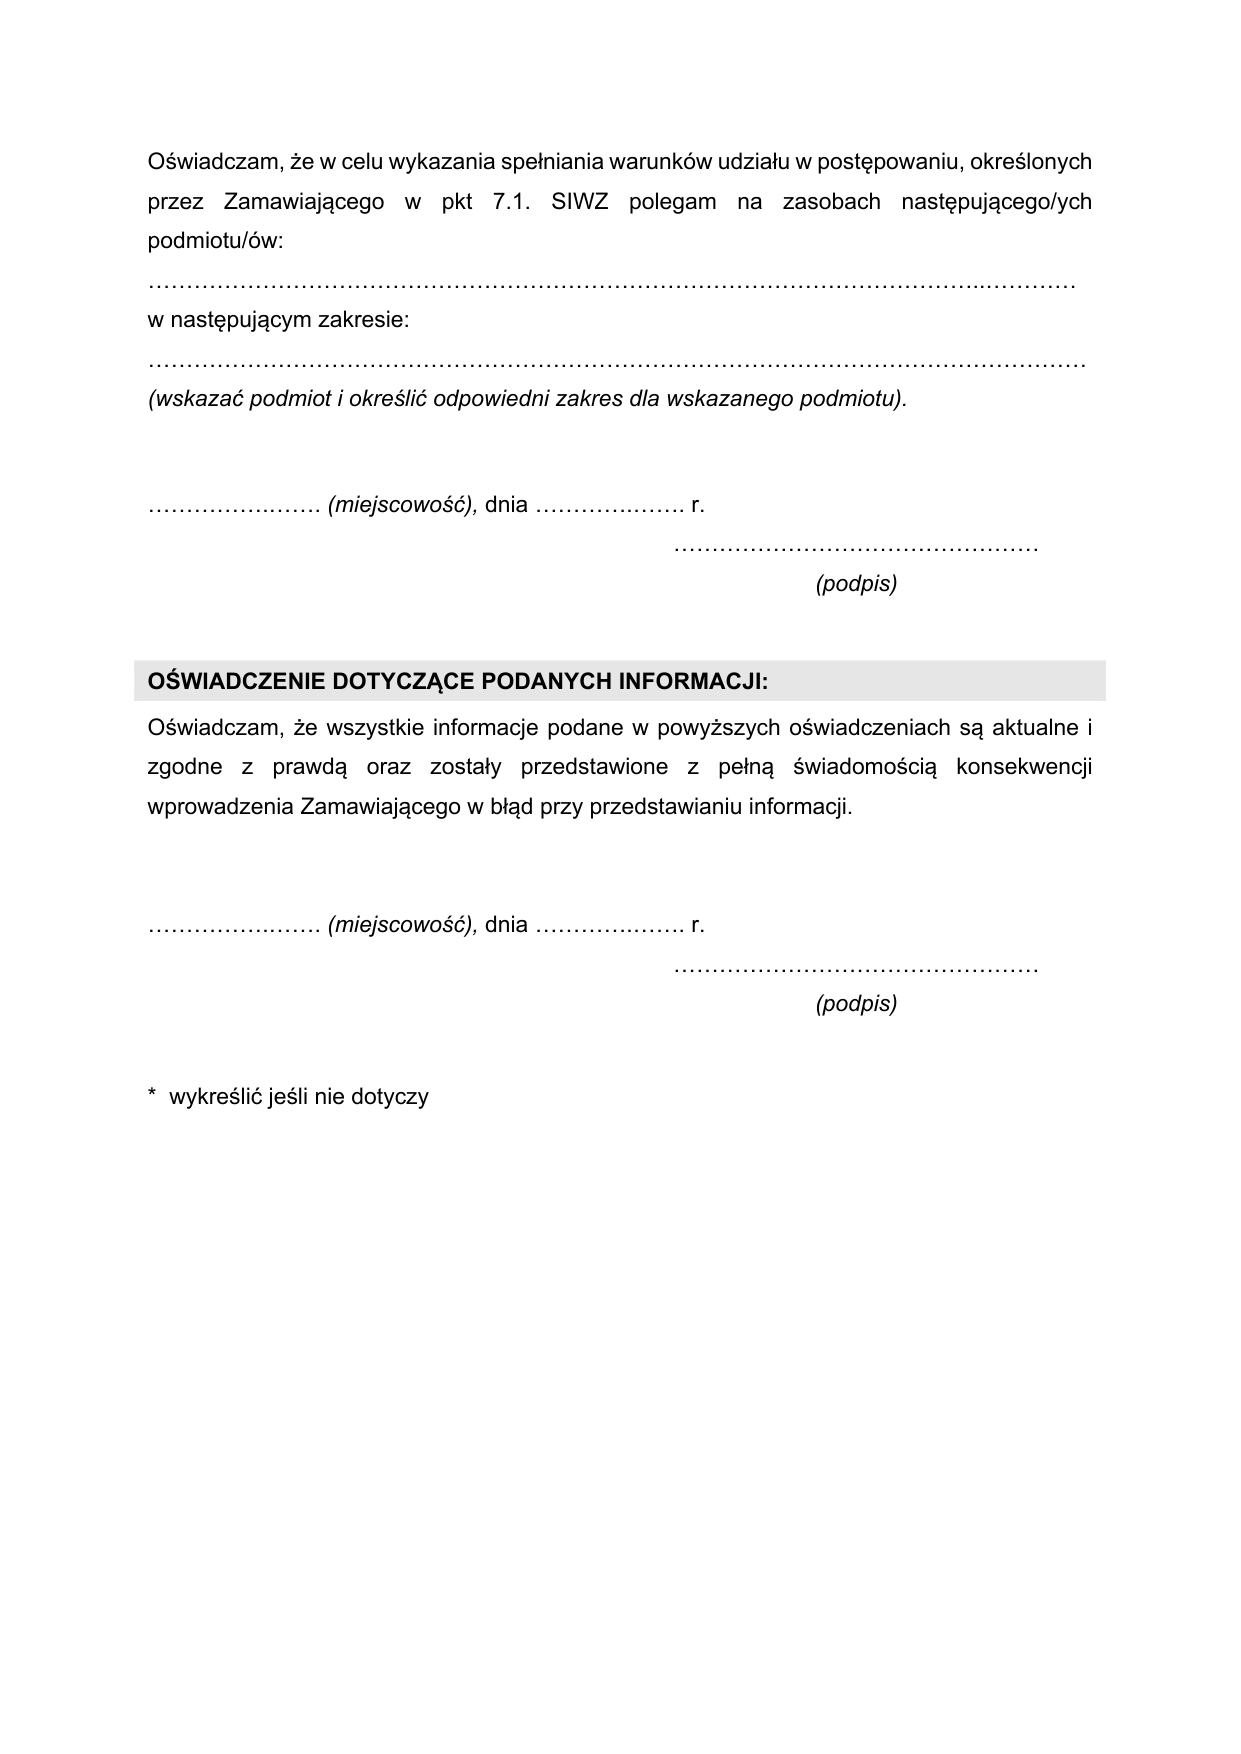 Oświadczam, że w celu wykazania spełniania warunków udziału w postępowaniu, określonych
przez Zamawiającego w pkt 7.1. SIWZ polegam na zasobach następującego/ych
podmiotu/ów:
……………………………………………….……………………………………………..…………
w następującym zakresie:
……………………………………………………………………………………………………………
(wskazać podmiot i określić odpowiedni zakres dla wskazanego podmiotu).
…………….……. (miejscowość), dnia ………….……. r.
…………………………………………
(podpis)
OŚWIADCZENIE DOTYCZĄCE PODANYCH INFORMACJI:
Oświadczam, że wszystkie informacje podane w powyższych oświadczeniach są aktualne i
zgodne z prawdą oraz zostały przedstawione z pełną świadomością konsekwencji
wprowadzenia Zamawiającego w błąd przy przedstawianiu informacji.
…………….……. (miejscowość), dnia ………….……. r.
…………………………………………
(podpis)
* wykreślić jeśli nie dotyczy